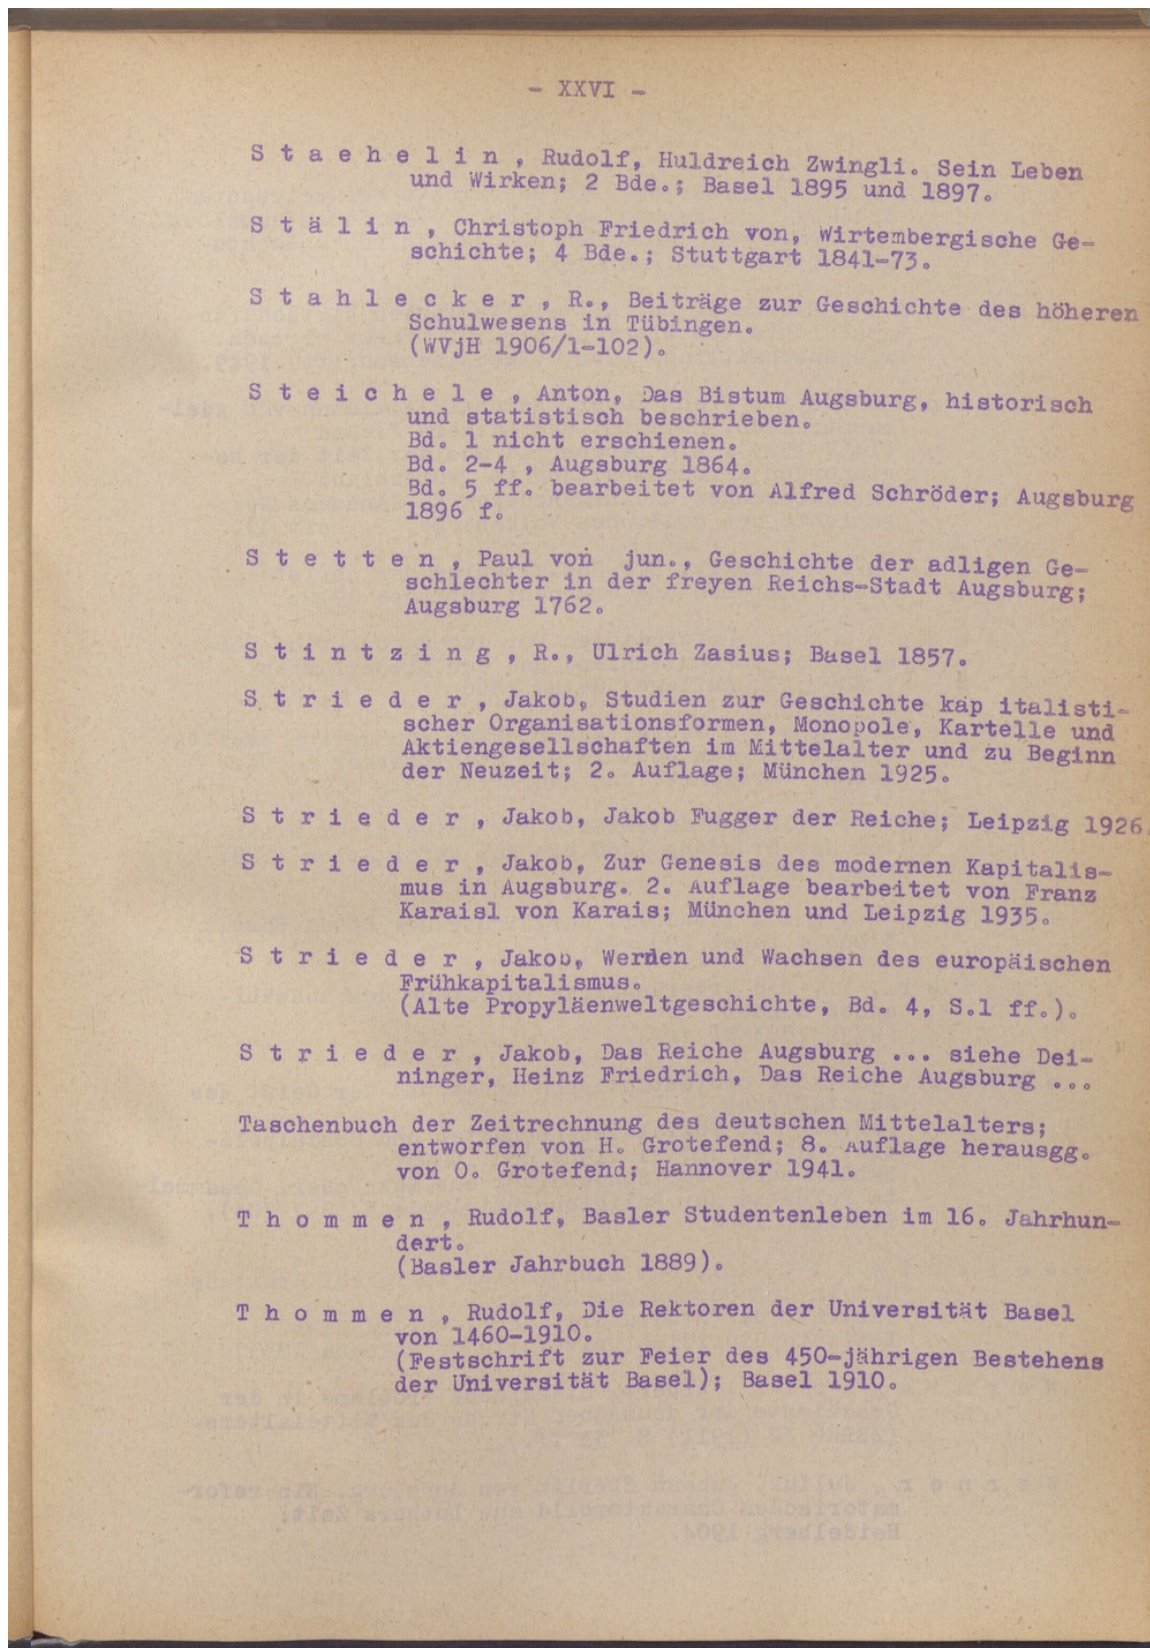 - XXVI -
S t a e h e l i n , Rudolf, Huldreich Zwingli. Sein Leben
und Wirken; 2 Bde.; Basel 1895 und 1897.
S t ä l i n , Christoph Friedrich von, Wirtembergische Ge-
schichte; 4 Bde.; Stuttgart 1841-73.
S t a h l e c k e r , R., Beiträge zur Geschichte des höheren
Schulwesens in Tübingen.
(WVjH 1906/1-102).
S t e i c h e l e , Anton, Das Bistum Augsburg, historisch
und statistisch beschrieben.
Bd. 1 nicht erschienen.
Bd. 2-4 , Augsburg 1864.
Bd. 5 ff. bearbeitet von Alfred Schröder; Augsburg
1896 f.
S t e t t e n , Paul von jun., Geschichte der adligen Ge-
schlechter in der freyen Reichs-Stadt Augsburg;
Augsburg 1762.
S t i n t z i n g , R., Ulrich Zasius; Basel 1857.
S t r i e d e r , Jakob, Studien zur Geschichte kap italisti-
scher Organisationsformen, Monopole, Kartelle und
Aktiengesellschaften im Mittelalter und zu Beginn
der Neuzeit; 2. Auflage; München 1925.
S t r i e d e r , Jakob, Jakob Fugger der Reiche; Leipzig 1926.
S t r i e d e r , Jakob, Zur Genesis des modernen Kapitalis-
mus in Augsburg. 2. Auflage bearbeitet von Franz
Karaisl von Karais; München und Leipzig 1935.
S t r i e d e r , Jakob, Werden und Wachsen des europäischen
Frühkapitalismus.
(Alte Propyläenweltgeschichte, Bd. 4, S.1 ff.).
S t r i e d e r , Jakob, Das Reiche Augsburg ... siehe Dei-
ninger, Heinz Friedrich, Das Reiche Augsburg ...
Taschenbuch der Zeitrechnung des deutschen Mittelalters;
entworfen von H. Grotefend; 8. Auflage herausgg.
von O. Grotefend; Hannover 1941.
T h o m m e n , Rudolf, Basler Studentenleben im 16. Jahrhun-
dert.
(Basler Jahrbuch 1889).
T h o m m e n , Rudolf, Die Rektoren der Universität Basel
von 1460-1910.
(Festschrift zur Feier des 450-jährigen Bestehens
der Universität Basel); Basel 1910.